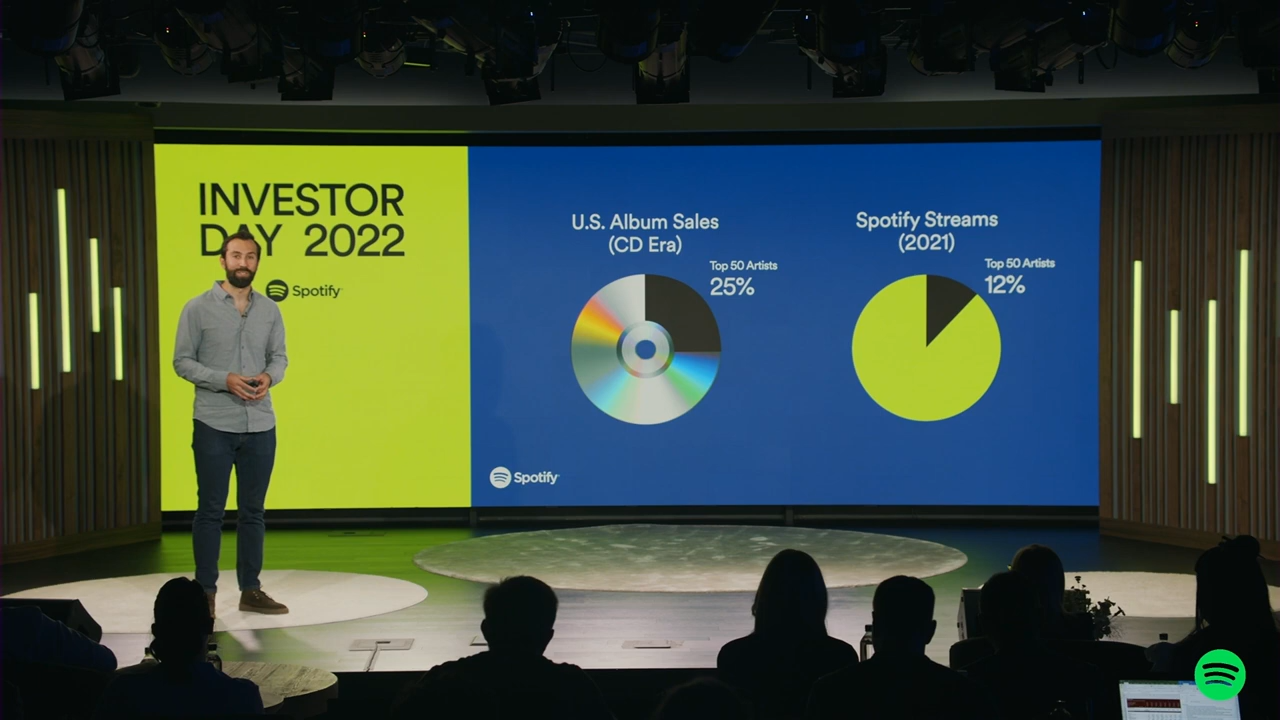 INVESTOR
DAY 2022
Spotify
U.S. Album Sales
(CD Era)
Top 50 Artists
25%
Spotify Streams
(2021)
Top 50 Artists
12%
Spotify